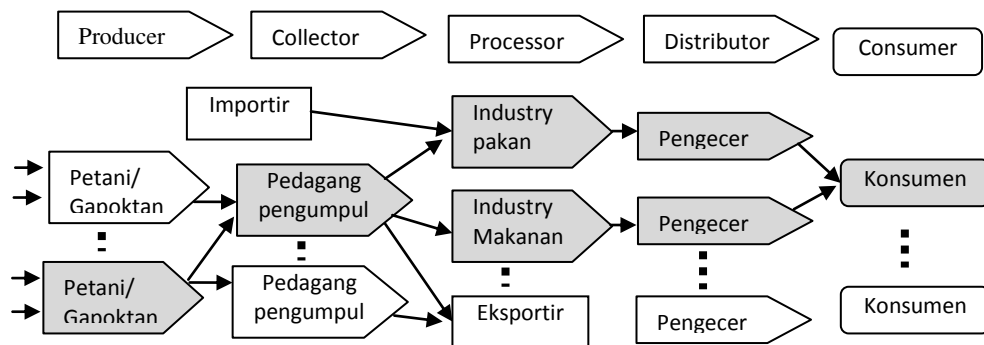 Producer
Collector
Processor
Distributor
Consumer
Importir
Industry
pakan
Pengecer
Petani/
Gapoktan
Pedagang
pengumpul
Konsumen
Industry
Makanan
Pengecer
Petani/
Gapoktan
Pedagang
pengumpul
Eksportir
Pengecer
Konsumen